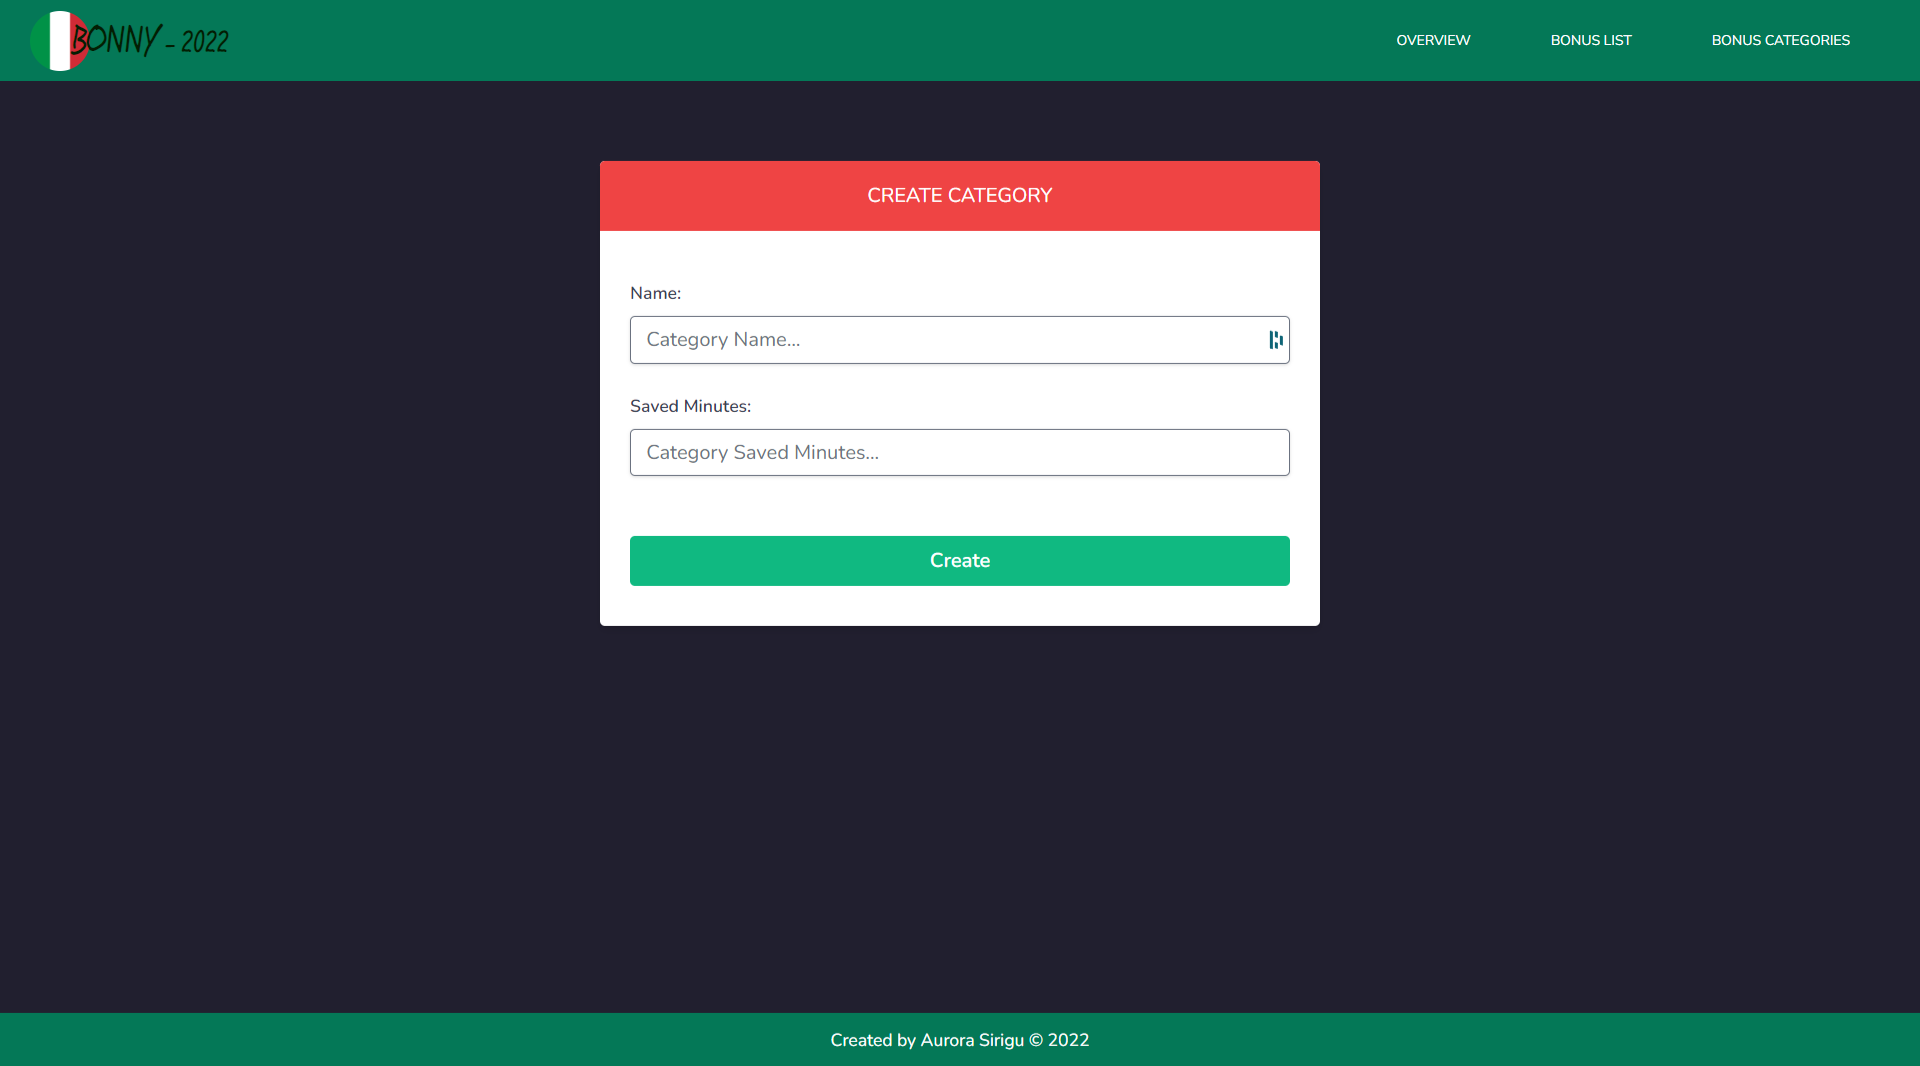 BONNY - 2022
OVERVIEW
BONUS LIST
BONUS CATEGORIES
CREATE CATEGORY
Name:
Category Name...
Saved Minutes:
Category Saved Minutes...
Create
Created by Aurora Sirigu © 2022